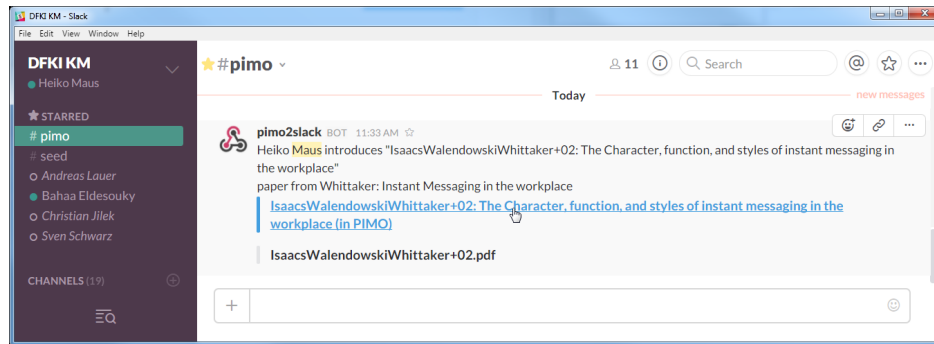 DFKI KM - Slack
File Edit View Window Help
DFKI KM
Heiko Maus
STARRED
# pimo
# seed
Andreas Lauer
Bahaa Eldesouky
Christian Jilek
Sven Schwarz
CHANNELS (19)
#pimo
11
Search
Today
new messages
pimo2slack BOT 11:33 AM
Heiko Maus introduces "IsaacsWalendowskiWhittaker+02: The Character, function, and styles of instant messaging in
the workplace"
paper from Whittaker: Instant Messaging in the workplace
IsaacsWalendowskiWhittaker+02: The Character, function, and styles of instant messaging in the
workplace (in PIMO)
IsaacsWalendowskiWhittaker+02.pdf